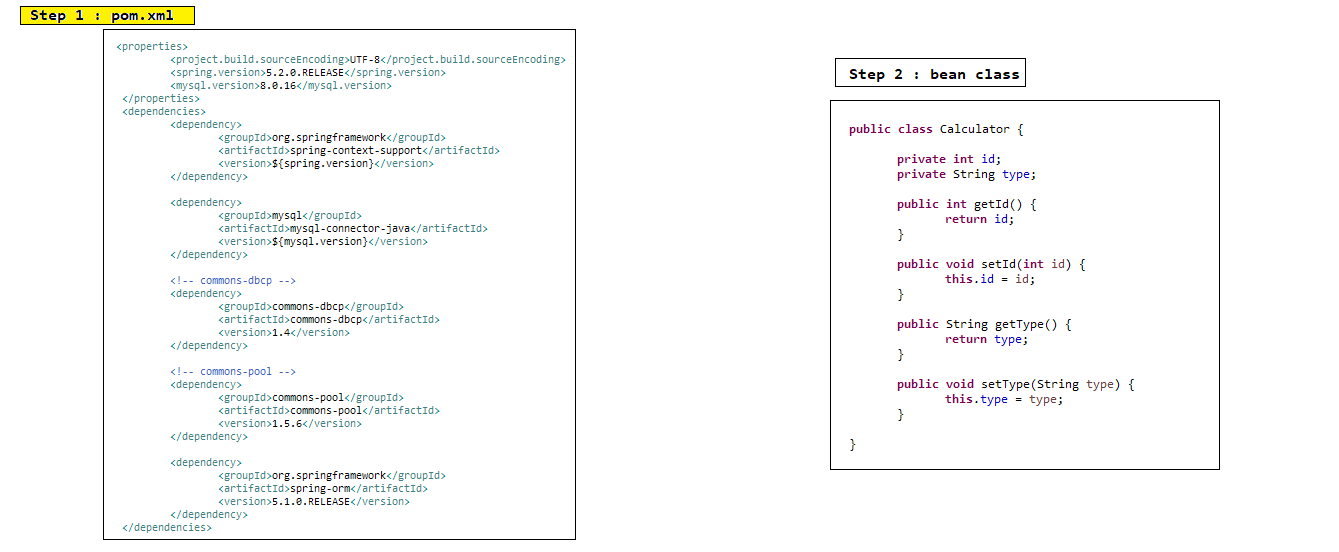 Step 1 : pom.xml
<properties>
<project.build.sourceEncoding>UTF-8</project.build.sourceEncoding>
<spring.version>5.2.0.RELEASE</spring.version>
<mysql.version>8.0.16</mysql.version>
</properties>
<dependencies>
<dependency>
<groupId>org.springframework</groupId>
<artifactId>spring-context-support</artifactId>
<version>${spring.version}</version>
</dependency>
<dependency>
<groupId>mysql</groupId>
<artifactId>mysql-connector-java</artifactId>
<version>${mysql.version}</version>
</dependency>
<!-- commons-dbcp -->
<dependency>
<groupId>commons-dbcp</groupId>
<artifactId>commons-dbcp</artifactId>
<version>1.4</version>
</dependency>
<!-- commons-pool -->
<dependency>
<groupId>commons-pool</groupId>
<artifactId>commons-pool</artifactId>
<version>1.5.6</version>
</dependency>
<dependency>
<groupId>org.springframework</groupId>
<artifactId>spring-orm</artifactId>
<version>5.1.0.RELEASE</version>
</dependency>
</dependencies>
Step 2 : bean class
public class Calculator {
private int id;
private String type;
public int getId() {
return id;
}
public void setId(int id) {
this.id = id;
}
public String getType() {
return type;
}
public void setType(String type) {
this.type = type;
}
}